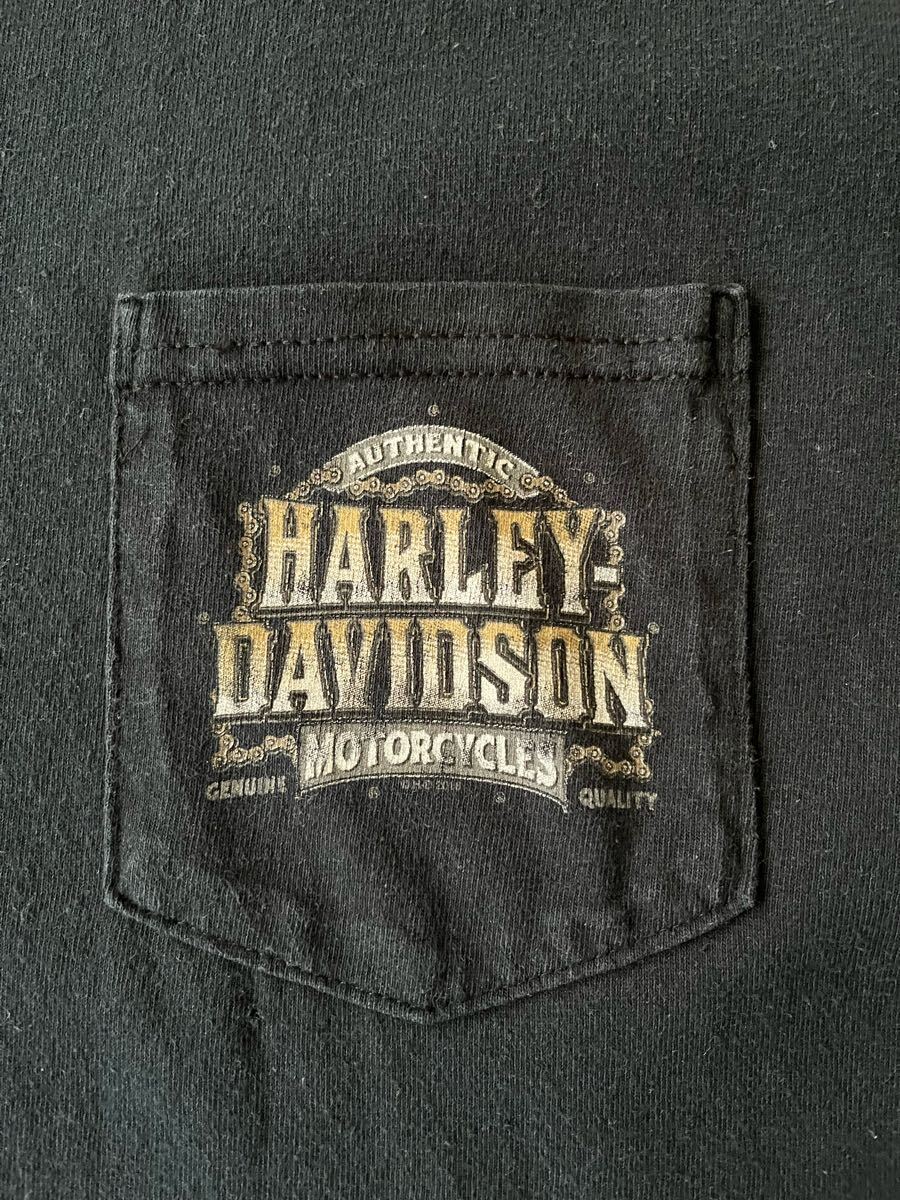 AUTHENTIC
HARLEY-
DAVIDSON
MOTORCYCLES
GENUINE
QUALITY